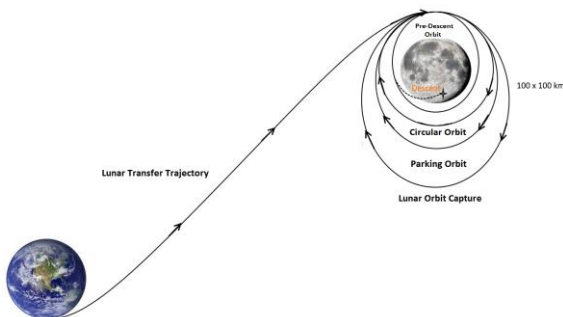 Pre-Descent
Orbit
Descent
100 x 100 km
Circular Orbit
Parking Orbit
Lunar Transfer Trajectory
Lunar Orbit Capture